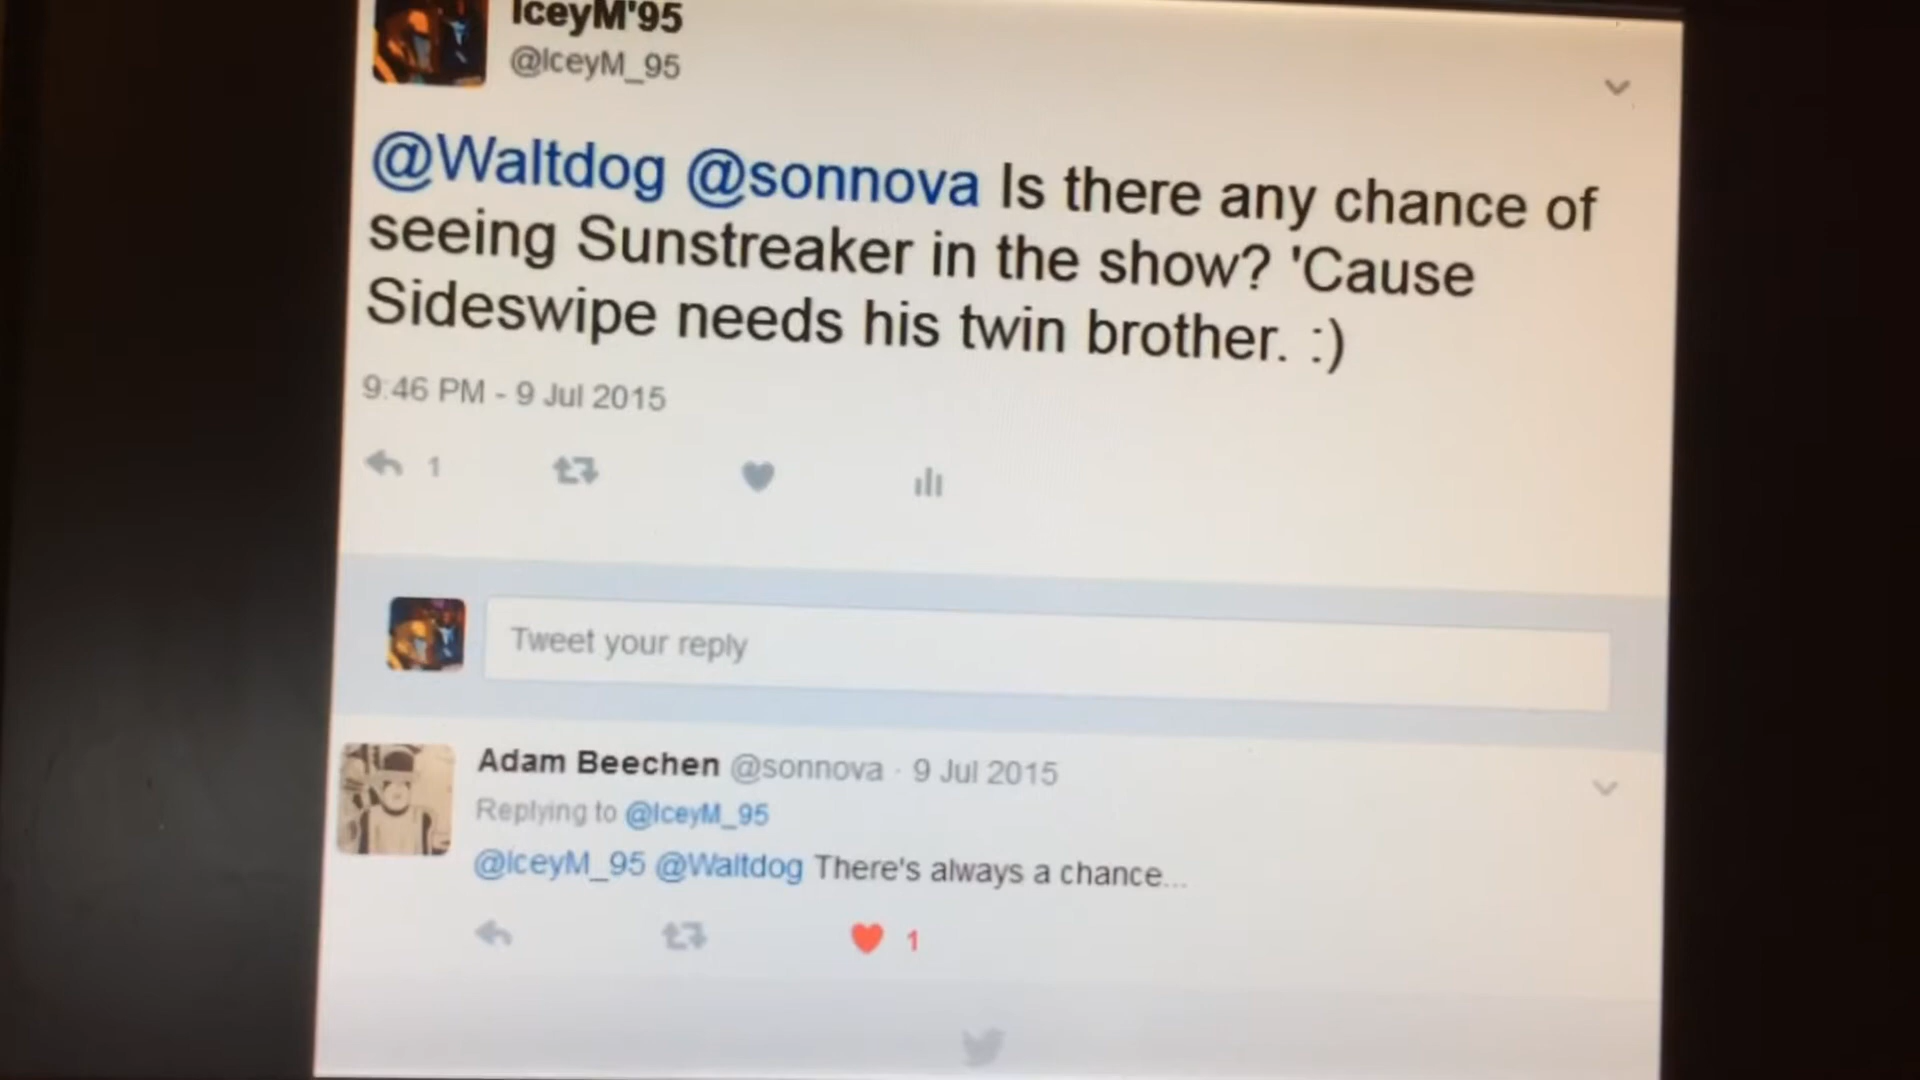 IceyM'95
@IceyM_95
@Waltdog @sonnova Is there any chance of
seeing Sunstreaker in the show? 'Cause
Sideswipe needs his twin brother. :)
9:46 PM - 9 Jul 2015
1
Tweet your reply
Adam Beechen @sonnova · 9 Jul 2015
Replying to @IceyM_95
@IceyM_95 @Waltdog There's always a chance...
1